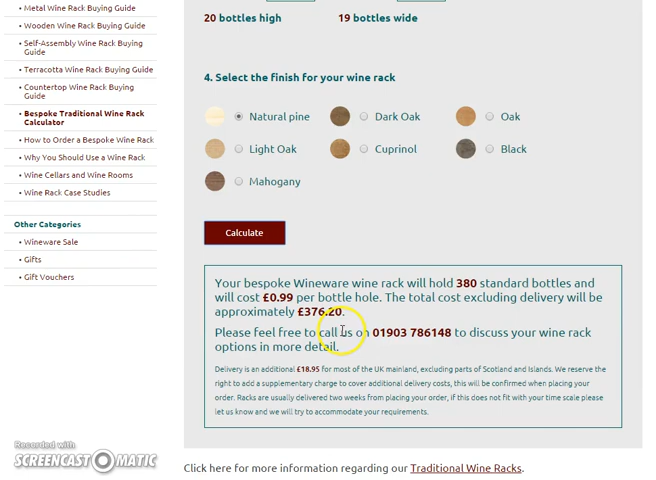 Metal Wine Rack Buying Guide
Wooden Wine Rack Buying Guide
Self-Assembly Wine Rack Buying
Guide
Terracotta Wine Rack Buying Guide
Countertop Wine Rack Buying
Guide
Bespoke Traditional Wine Rack
Calculator
How to Order a Bespoke Wine Rack
Why You Should Use a Wine Rack
Wine Cellars and Wine Rooms
Wine Rack Case Studies
Other Categories
Wineware Sale
Gifts
Gift Vouchers
20 bottles high 19 bottles wide
4. Select the finish for your wine rack
Natural pine Dark Oak Oak
Light Oak Cuprinol Black
Mahogany
Calculate
Your bespoke Wineware wine rack will hold 380 standard bottles and
will cost £0.99 per bottle hole. The total cost excluding delivery will be
approximately £376.20.
Please feel free to call us on 01903 786148 to discuss your wine rack
options in more detail.
Delivery is an additional £18.95 for most of the UK mainland, excluding parts of Scotland and Islands. We reserve the
right to add a supplementary charge to cover additional delivery costs, this will be confirmed when placing your
order. Racks are usually delivered two weeks from placing your order, if this does not fit with your time scale please
let us know and we will try to accommodate your requirements.
Click here for more information regarding our Traditional Wine Racks.
Recorded with
SCREENCAST-O-MATIC